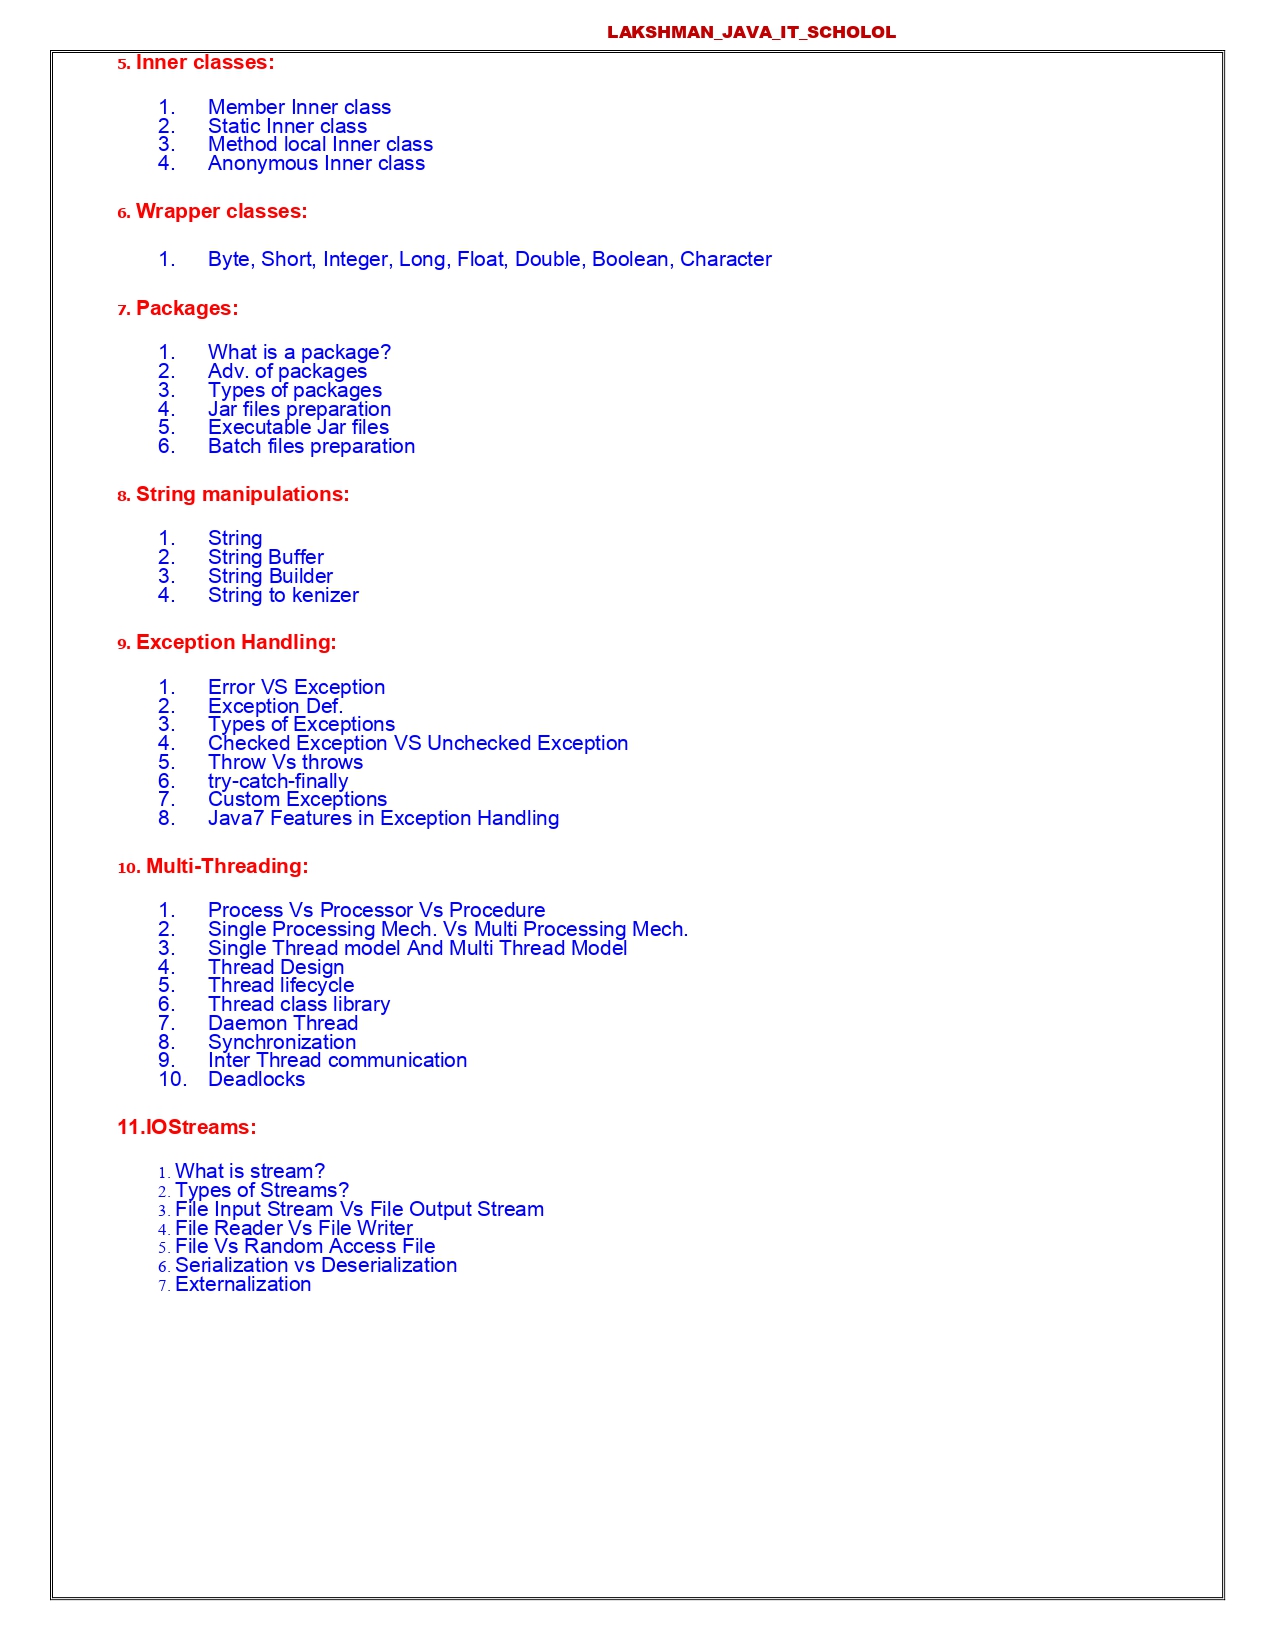 LAKSHMAN_JAVA_IT_SCHOLOL
5. Inner classes:
1. Member Inner class
2. Static Inner class
3. Method local Inner class
4. Anonymous Inner class
6. Wrapper classes:
1. Byte, Short, Integer, Long, Float, Double, Boolean, Character
7. Packages:
1. What is a package?
2. Adv. of packages
3. Types of packages
4. Jar files preparation
5. Executable Jar files
6. Batch files preparation
8. String manipulations:
1. String
2. String Buffer
3. String Builder
4. String to kenizer
9. Exception Handling:
1. Error VS Exception
2. Exception Def.
3. Types of Exceptions
4. Checked Exception VS Unchecked Exception
5. Throw Vs throws
6. try-catch-finally
7. Custom Exceptions
8. Java7 Features in Exception Handling
10. Multi-Threading:
1. Process Vs Processor Vs Procedure
2. Single Processing Mech. Vs Multi Processing Mech.
3. Single Thread model And Multi Thread Model
4. Thread Design
5. Thread lifecycle
6. Thread class library
7. Daemon Thread
8. Synchronization
9. Inter Thread communication
10. Deadlocks
11.IOStreams:
1. What is stream?
2. Types of Streams?
3. File Input Stream Vs File Output Stream
4. File Reader Vs File Writer
5. File Vs Random Access File
6. Serialization vs Deserialization
7. Externalization